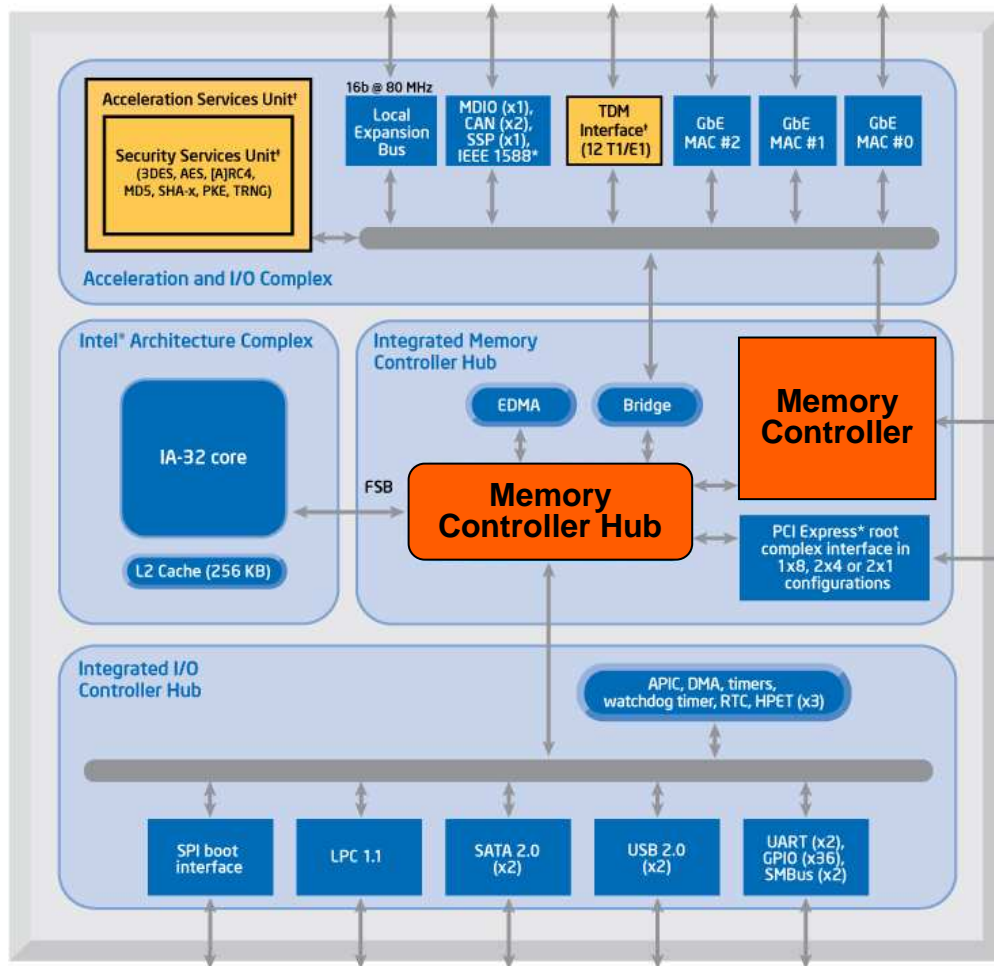 16b @ 80 MHz
Acceleration Services Unit†
Security Services Unit†
(3DES, AES, [A]RC4,
MD5, SHA-x, PKE, TRNG)
Local
Expansion
Bus
MDIO (x1),
CAN (x2),
SSP (x1),
IEEE 1588*
TDM
Interface†
(12 T1/E1)
GbE
MAC #2
GbE
MAC #1
GbE
MAC #0
Acceleration and I/O Complex
Intel® Architecture Complex
IA-32 core
L2 Cache (256 KB)
FSB
Integrated Memory
Controller Hub
EDMA
Bridge
Memory
Controller
Memory
Controller Hub
PCI Express* root
complex interface in
1x8, 2x4 or 2x1
configurations
Integrated I/O
Controller Hub
APIC, DMA, timers,
watchdog timer, RTC, HPET (x3)
SPI boot
interface
LPC 1.1
SATA 2.0
(x2)
USB 2.0
(x2)
UART (x2),
GPIO (x36),
SMBus (x2)